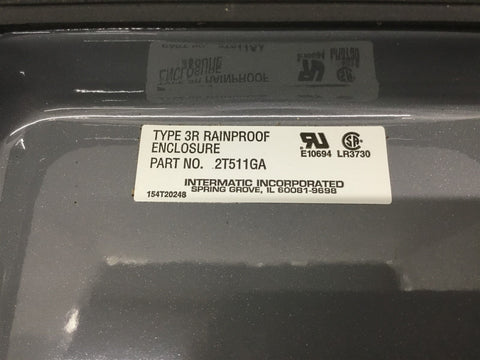 TYPE 3R RAINPROOF
ENCLOSURE
PART NO. 2T511GA
E10694 LR3730
INTERMATIC INCORPORATED
SPRING GROVE, IL 60081-9698
154T20248